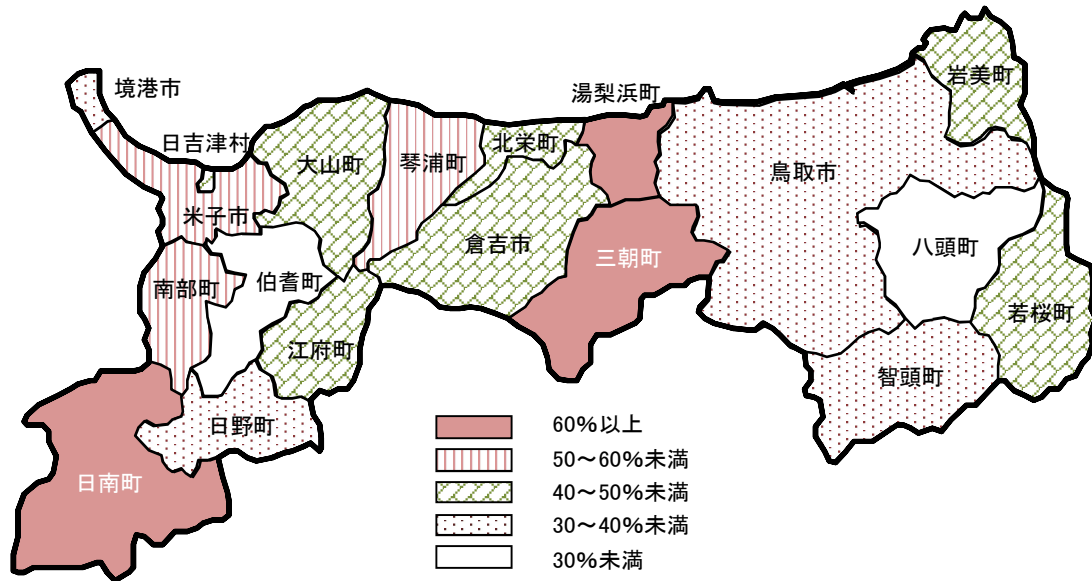 境港市
日吉津村
米子市
大山町
琴浦町
北栄町
湯梨浜町
鳥取市
岩美町
倉吉市
三朝町
八頭町
若桜町
南部町
伯耆町
江府町
智頭町
日野町
日南町
60%以上
50～60%未満
40～50%未満
30～40%未満
30%未満